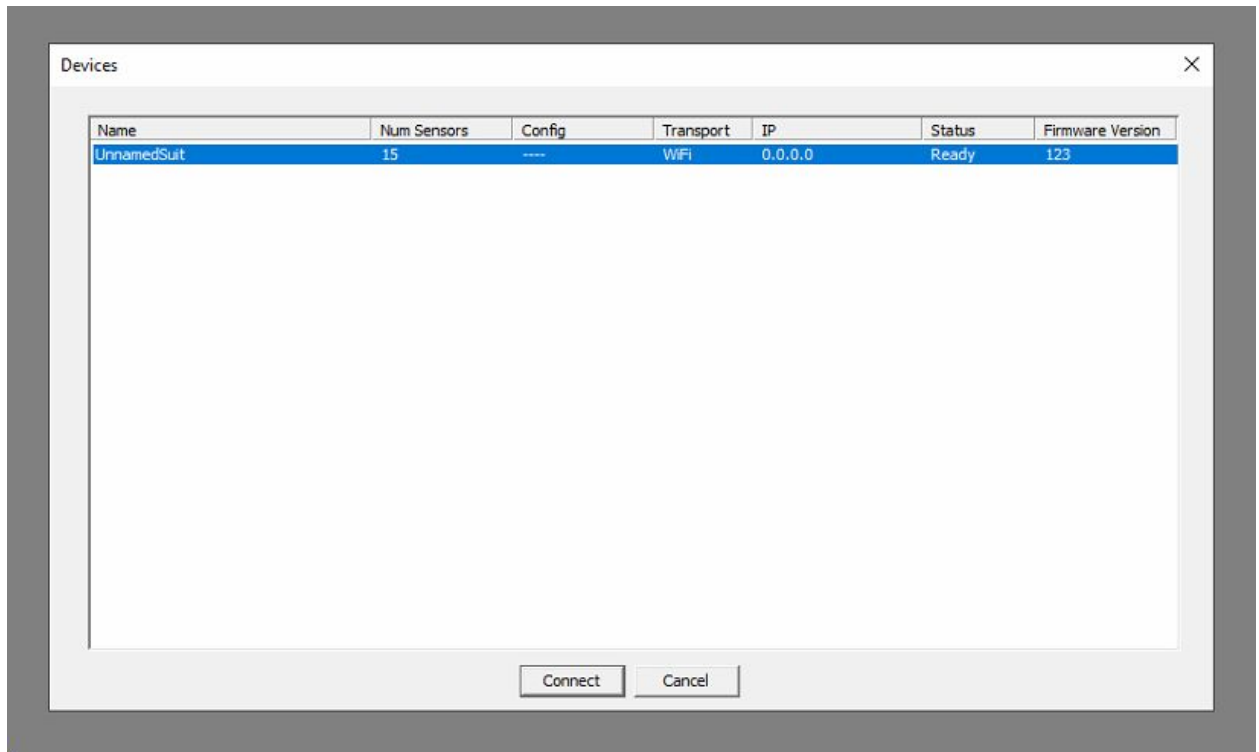 Devices
Name Num Sensors Config Transport IP Status Firmware Version
UnnamedSuit 15 ---- WiFi 0.0.0.0 Ready 123
Connect Cancel